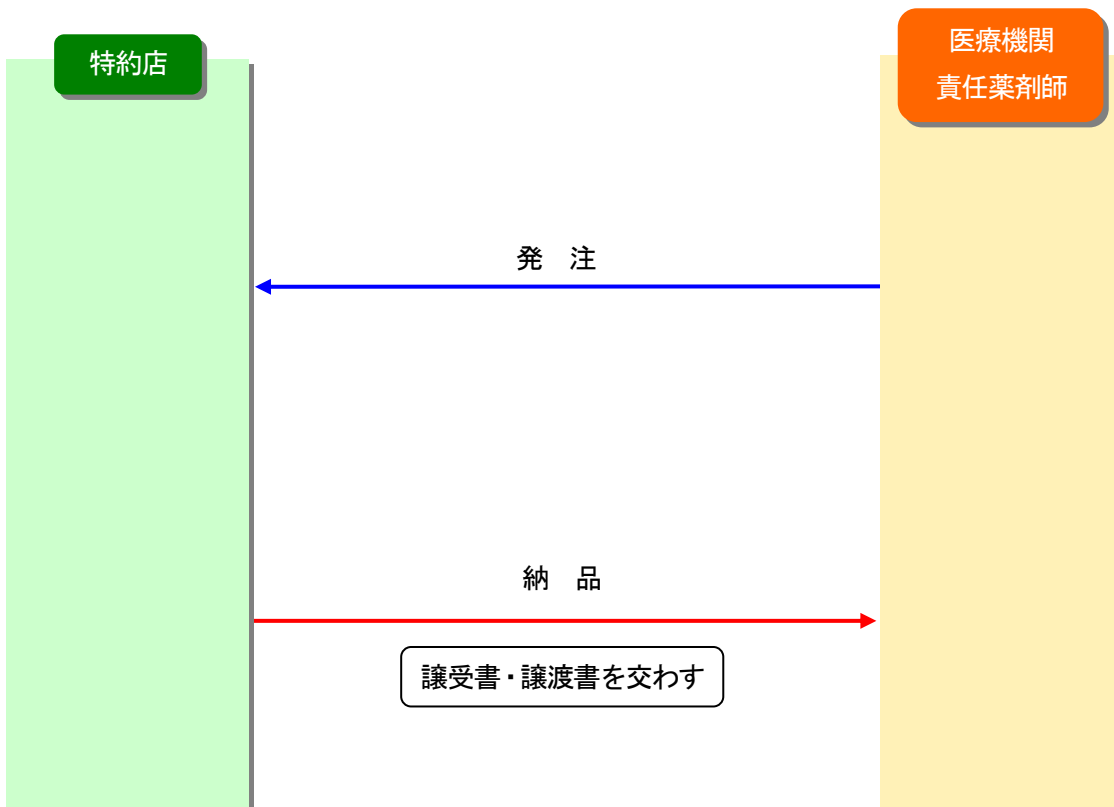 特約店
医療機関
責任薬剤師
発　注
納　品
譲受書・譲渡書を交わす